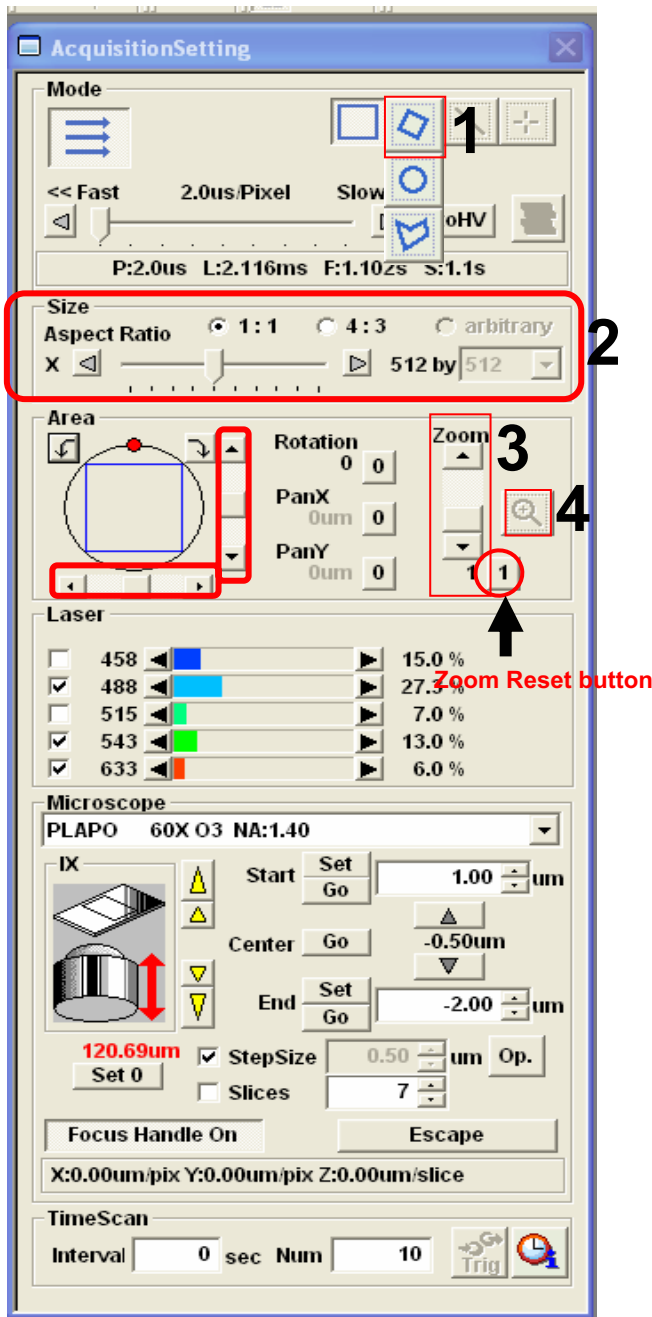 AcquisitionSetting
Mode
1
<< Fast 2.0us/Pixel Slow
oHV
P:2.0us L:2.116ms F:1.102s S:1.1s
Size
Aspect Ratio 1 : 1 4 : 3 arbitrary
2
X 512 by 512
Area
Rotation
0 0
PanX
0um 0
PanY
0um 0
Zoom
3
4
1 1
Laser
458 15.0 %
Zoom Reset button
488 27.3 %
515 7.0 %
543 13.0 %
633 6.0 %
Microscope
PLAPO 60X O3 NA:1.40
IX
Start Set Go 1.00 um
Center Go -0.50um
End Set Go -2.00 um
120.69um StepSize 0.50 um Op.
Set 0
Slices 7
Focus Handle On Escape
X:0.00um/pix Y:0.00um/pix Z:0.00um/slice
TimeScan
Interval 0 sec Num 10 Trig